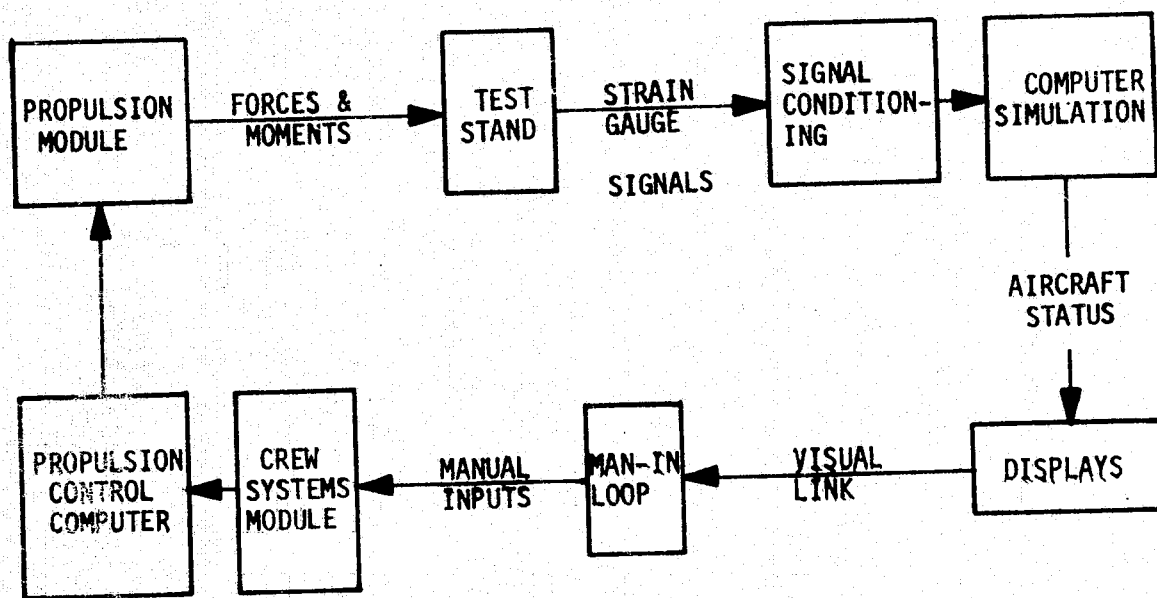 PROPULSION
MODULE
FORCES &
MOMENTS
TEST
STAND
STRAIN
GAUGE
SIGNALS
SIGNAL
CONDITION-
ING
COMPUTER
SIMULATION
AIRCRAFT
STATUS
DISPLAYS
VISUAL
LINK
MAN-IN
LOOP
MANUAL
INPUTS
CREW
SYSTEMS
MODULE
PROPULSION
CONTROL
COMPUTER